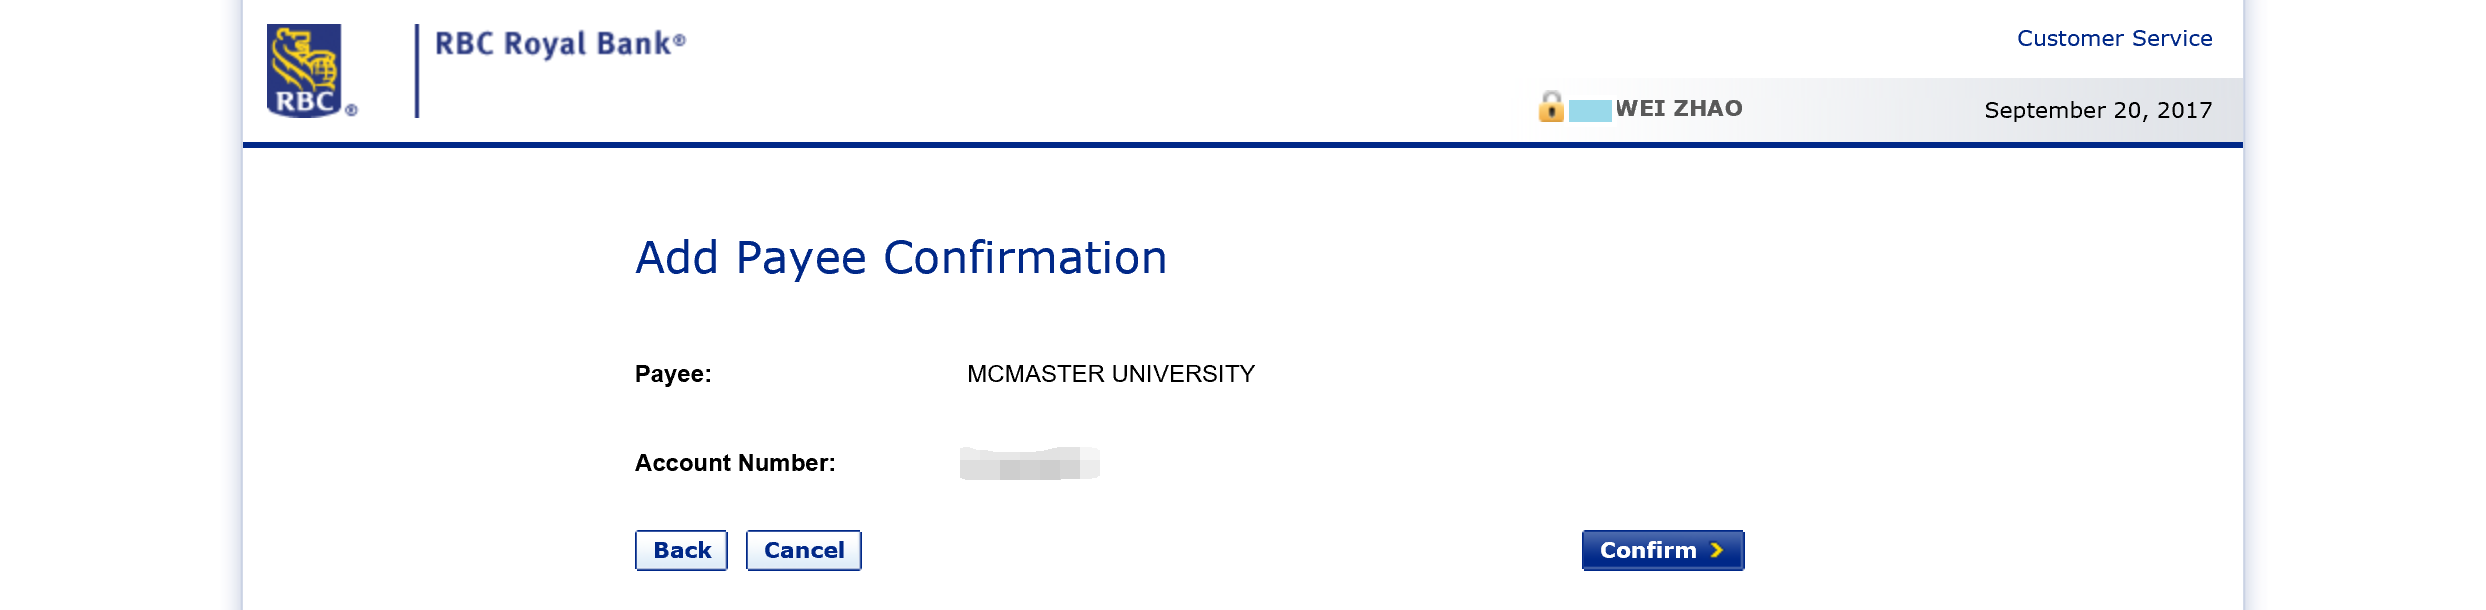 RBC ®
RBC Royal Bank®
Customer Service
WEI ZHAO
September 20, 2017
Add Payee Confirmation
Payee: MCMASTER UNIVERSITY
Account Number:
Back Cancel Confirm